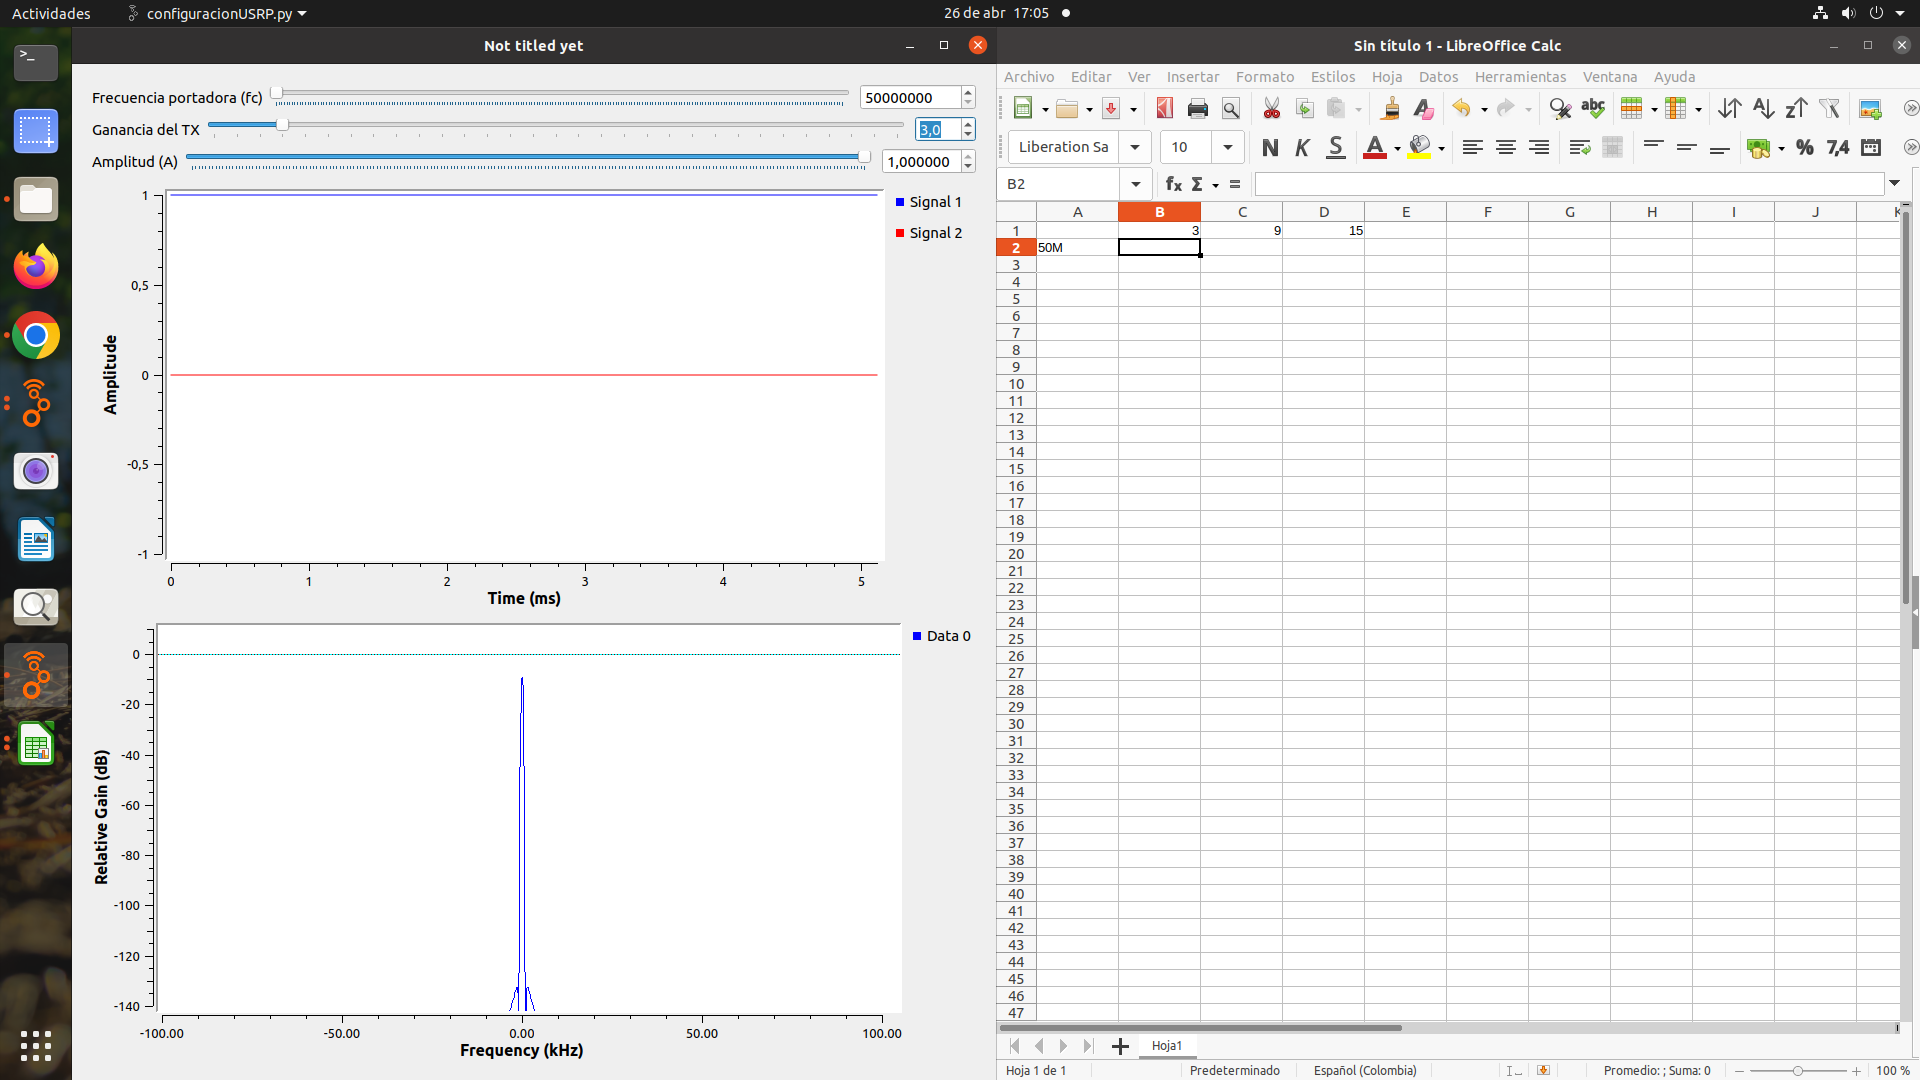 Actividades
configuracionUSRP.py
26 de abr 17:05
Not titled yet
Frecuencia portadora (fc)
50000000
Ganancia del TX
3,0
Amplitud (A)
1,000000
Signal 1
Signal 2
1
0,5
0
-0,5
-1
Amplitude
0 1 2 3 4 5
Time (ms)
Data 0
0
-20
-40
-60
-80
-100
-120
-140
Relative Gain (dB)
-100.00 -50.00 0.00 50.00 100.00
Frequency (kHz)
Sin título 1 - LibreOffice Calc
Archivo Editar Ver Insertar Formato Estilos Hoja Datos Herramientas Ventana Ayuda
Liberation Sa
10
N K S A
% 7,4
B2
fx Σ =
A B C D E F G H I J K
1 3 9 15
2 50M
3
4
5
6
7
8
9
10
11
12
13
14
15
16
17
18
19
20
21
22
23
24
25
26
27
28
29
30
31
32
33
34
35
36
37
38
39
40
41
42
43
44
45
46
47
Hoja1
Hoja 1 de 1
Predeterminado
Español (Colombia)
Promedio: ; Suma: 0
100 %